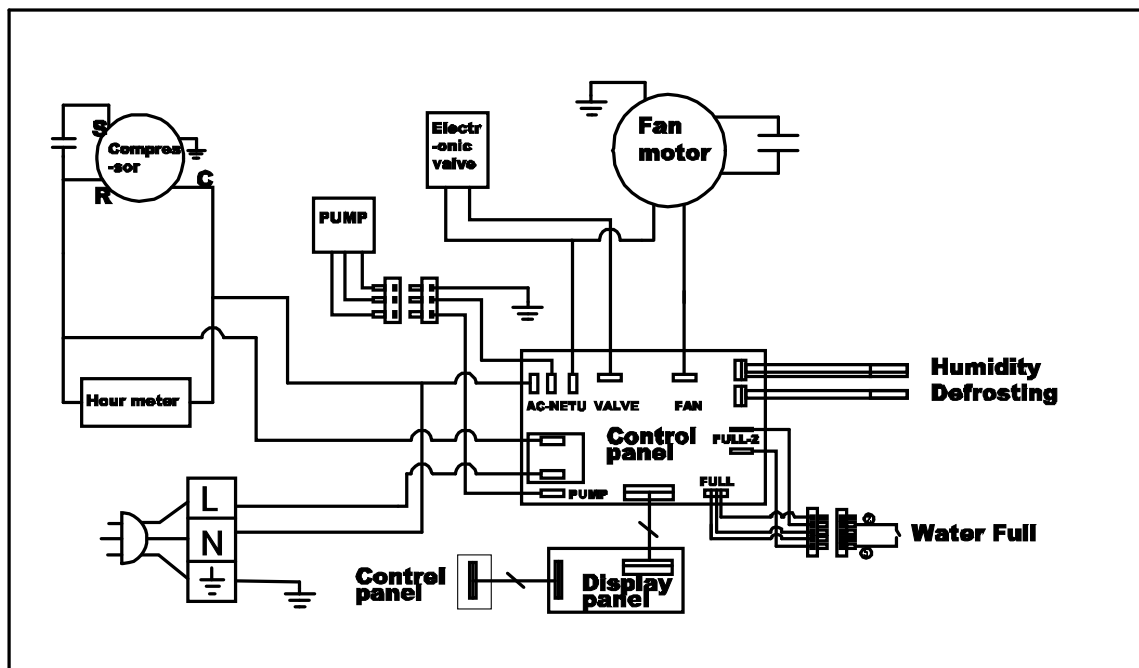 Electr
-onic
valve
Fan
motor
S
Compres
-sor
C
R
PUMP
Humidity
Defrosting
Hour meter
AC-NETU
VALVE
FAN
Control
panel
FULL-2
FULL
PUMP
L
N
Water Full
Control
panel
Display
panel